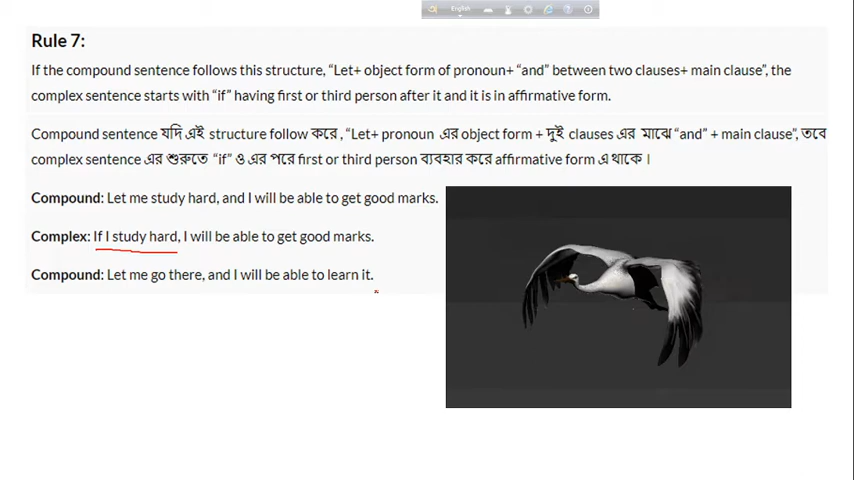 English
Rule 7:
If the compound sentence follows this structure, “Let+ object form of pronoun+ “and” between two clauses+ main clause”, the
complex sentence starts with “if” having first or third person after it and it is in affirmative form.
Compound sentence যদি এই structure follow করে , “Let+ pronoun এর object form + দুই clauses এর মাঝে “and” + main clause”, তবে
complex sentence এর শুরুতে “if” ও এর পরে first or third person ব্যবহার করে affirmative form এ থাকে ।
Compound: Let me study hard, and I will be able to get good marks.
Complex: If I study hard, I will be able to get good marks.
Compound: Let me go there, and I will be able to learn it.